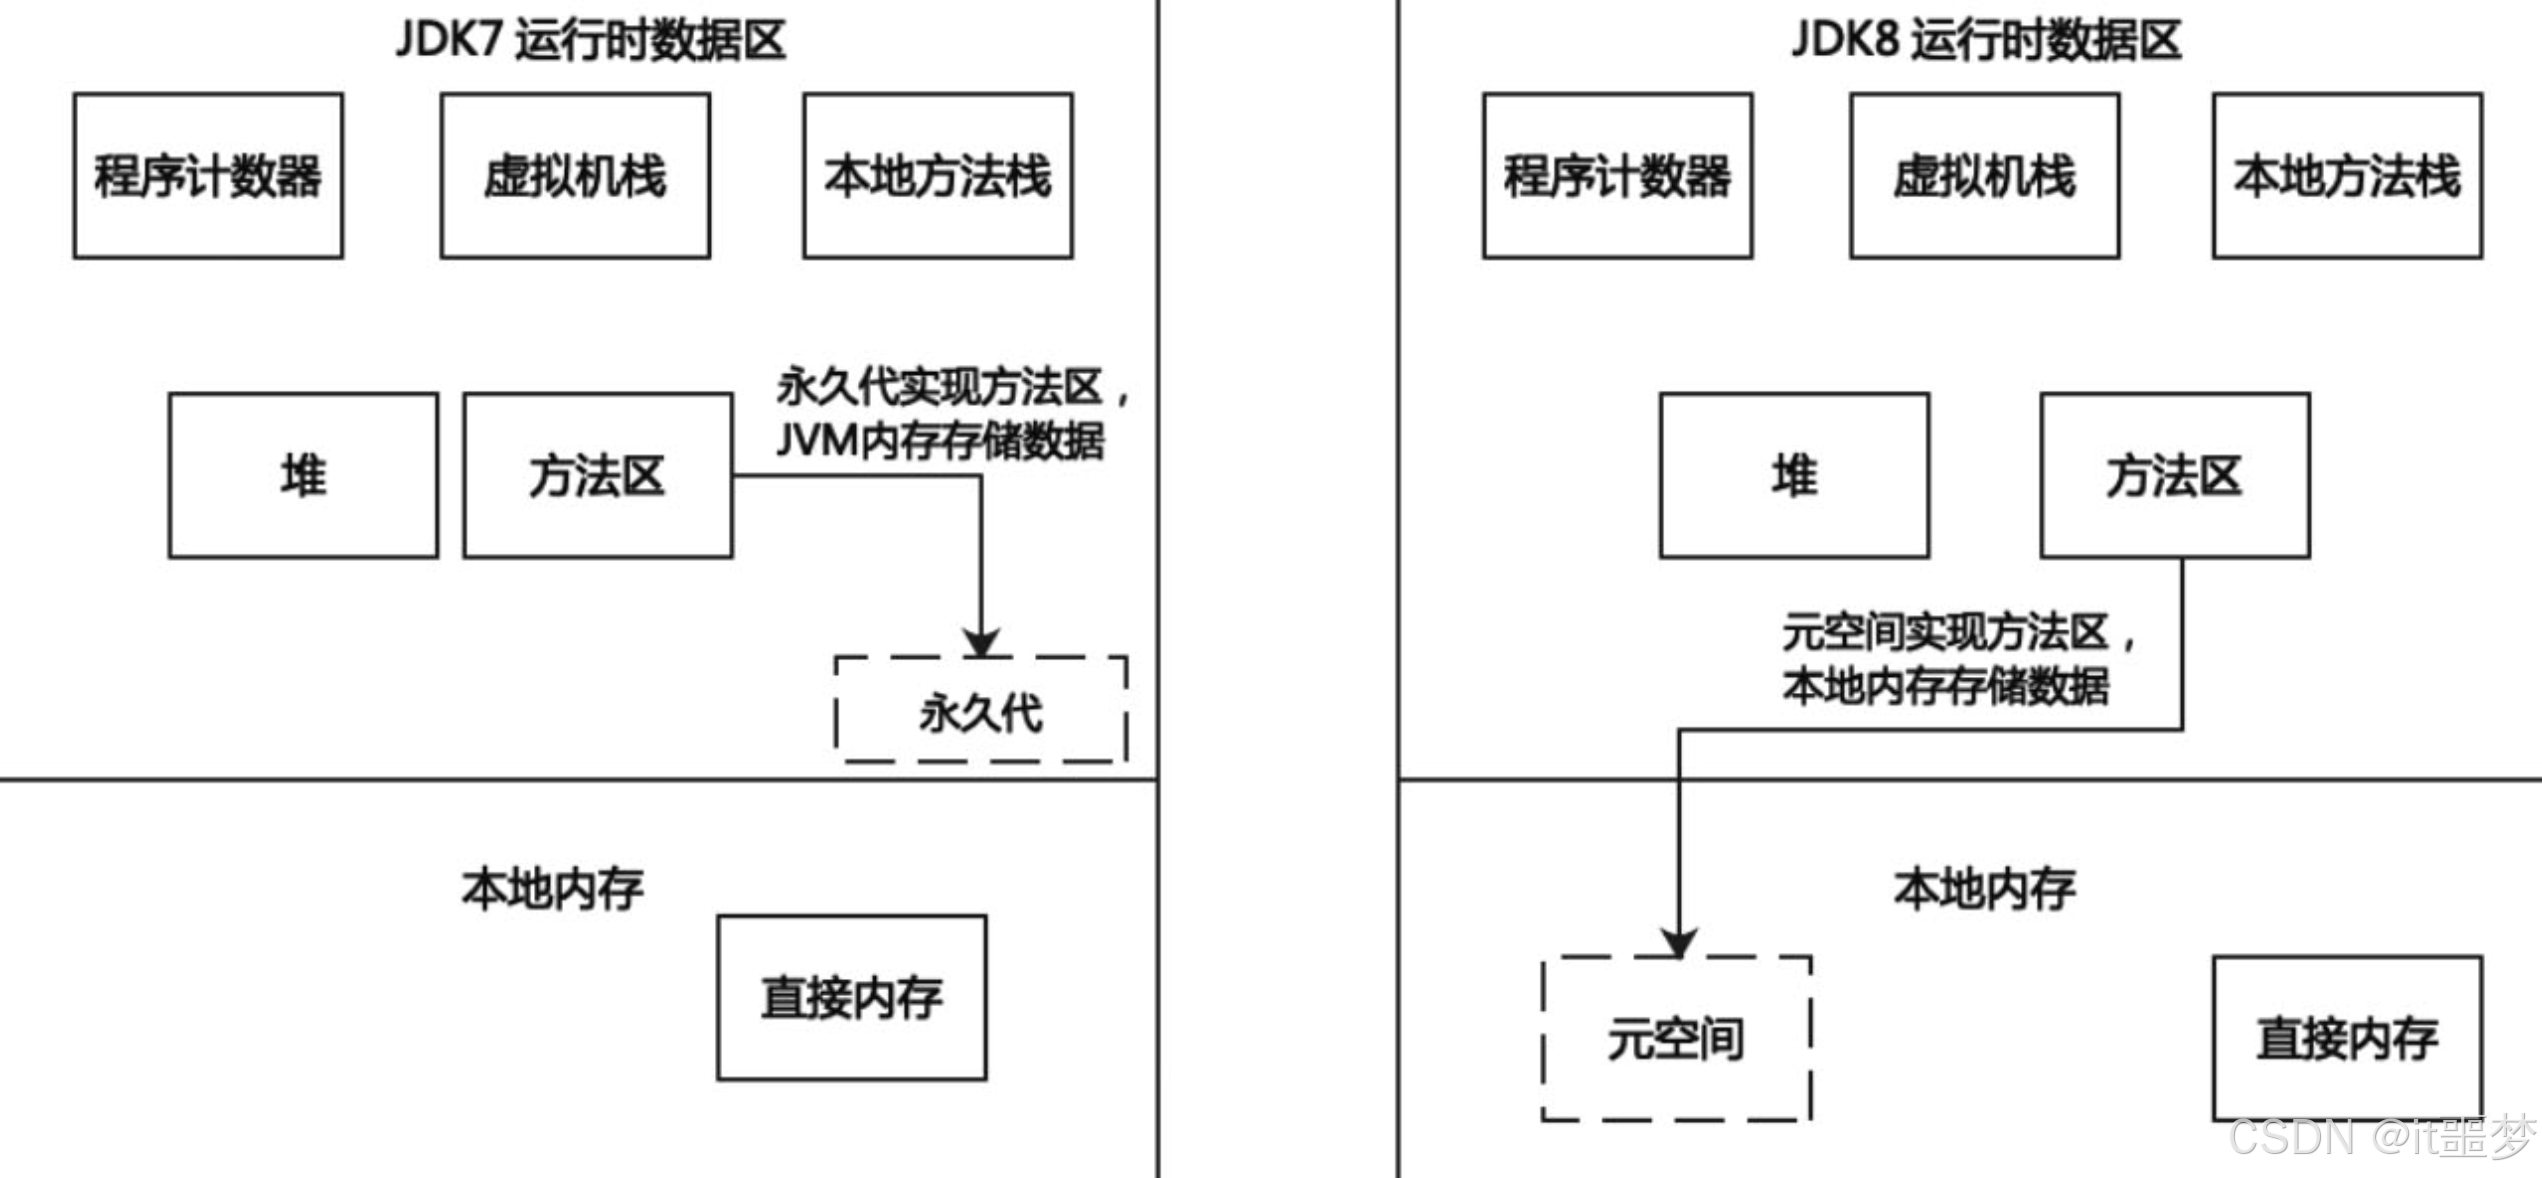 JDK7 运行时数据区
程序计数器
虚拟机栈
本地方法栈
堆
方法区
永久代实现方法区，
JVM内存存储数据
永久代
本地内存
直接内存
JDK8 运行时数据区
程序计数器
虚拟机栈
本地方法栈
堆
方法区
元空间实现方法区，
本地内存存储数据
本地内存
元空间
直接内存
CSDN @it噩梦